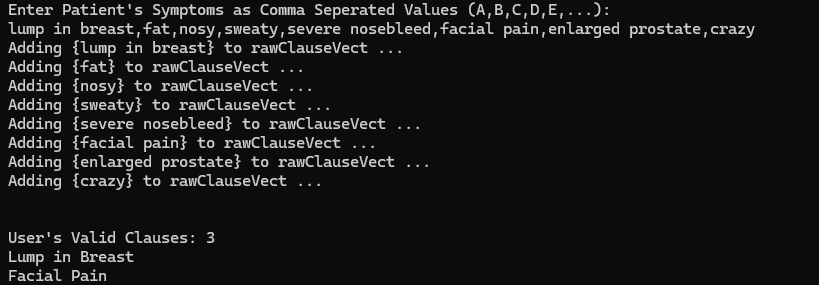 Enter Patient's Symptoms as Comma Seperated Values (A,B,C,D,E,...):
lump in breast,fat,nosy,sweaty,severe nosebleed,facial pain,enlarged prostate,crazy
Adding {lump in breast} to rawClauseVect ...
Adding {fat} to rawClauseVect ...
Adding {nosy} to rawClauseVect ...
Adding {sweaty} to rawClauseVect ...
Adding {severe nosebleed} to rawClauseVect ...
Adding {facial pain} to rawClauseVect ...
Adding {enlarged prostate} to rawClauseVect ...
Adding {crazy} to rawClauseVect ...
User's Valid Clauses: 3
Lump in Breast
Facial Pain